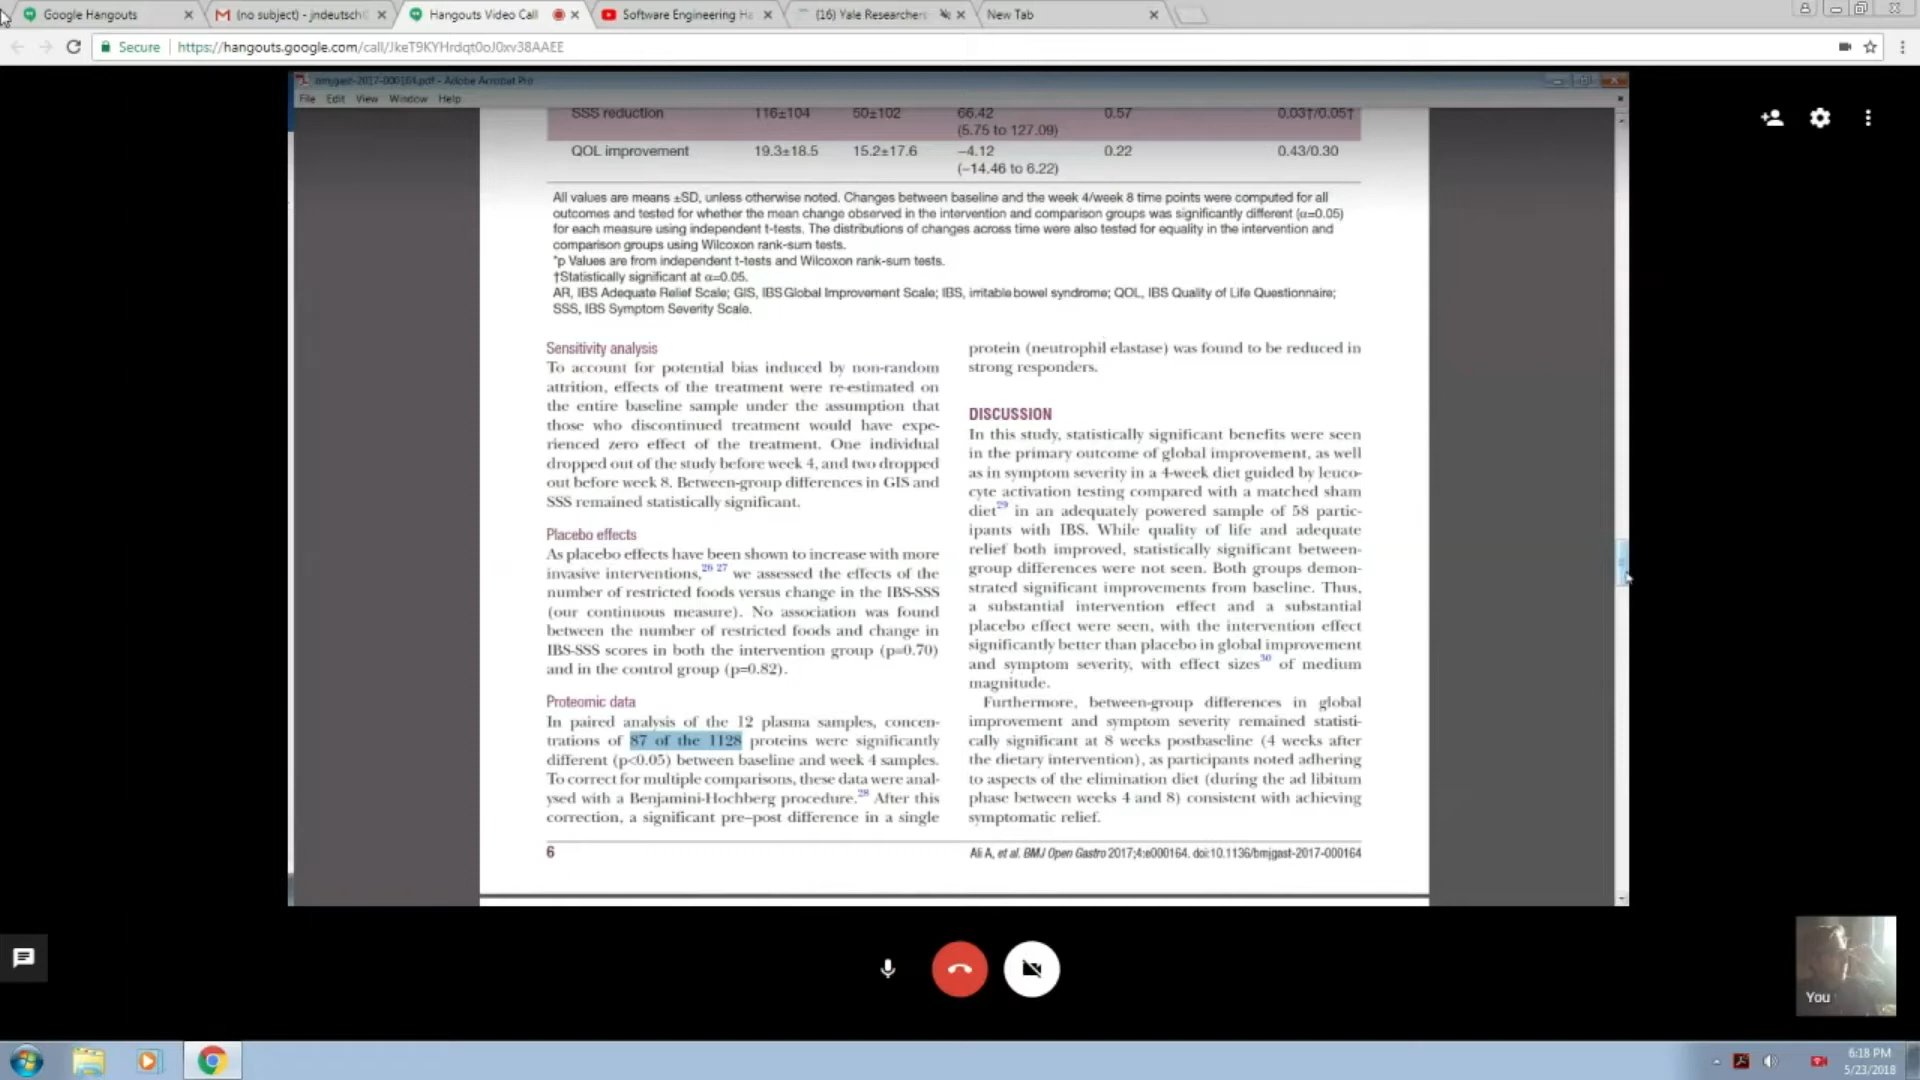 Google Hangouts
(no subject) - jndeutsch
Hangouts Video Call
Software Engineering Ha
(16) Yale Researchers
New Tab
Secure
https://hangouts.google.com/call/JkeT9KYHrdqt0oJ0xv38AAEE
bmjgast-2017-000164.pdf - Adobe Acrobat Pro
File Edit View Window Help
SSS reduction 116±104 50±102 66.42 0.57 0.03†/0.05†
(5.75 to 127.09)
QOL improvement 19.3±18.5 15.2±17.6 –4.12 0.22 0.43/0.30
(–14.46 to 6.22)
All values are means ±SD, unless otherwise noted. Changes between baseline and the week 4/week 8 time points were computed for all
outcomes and tested for whether the mean change observed in the intervention and comparison groups was significantly different (α=0.05)
for each measure using independent t-tests. The distributions of changes across time were also tested for equality in the intervention and
comparison groups using Wilcoxon rank-sum tests.
*p Values are from independent t-tests and Wilcoxon rank-sum tests.
†Statistically significant at α=0.05.
AR, IBS Adequate Relief Scale; GIS, IBS Global Improvement Scale; IBS, irritable bowel syndrome; QOL, IBS Quality of Life Questionnaire;
SSS, IBS Symptom Severity Scale.
Sensitivity analysis
To account for potential bias induced by non-random
attrition, effects of the treatment were re-estimated on
the entire baseline sample under the assumption that
those who discontinued treatment would have expe-
rienced zero effect of the treatment. One individual
dropped out of the study before week 4, and two dropped
out before week 8. Between-group differences in GIS and
SSS remained statistically significant.
Placebo effects
As placebo effects have been shown to increase with more
invasive interventions,26 27 we assessed the effects of the
number of restricted foods versus change in the IBS-SSS
(our continuous measure). No association was found
between the number of restricted foods and change in
IBS-SSS scores in both the intervention group (p=0.70)
and in the control group (p=0.82).
Proteomic data
In paired analysis of the 12 plasma samples, concen-
trations of 87 of the 1128 proteins were significantly
different (p<0.05) between baseline and week 4 samples.
To correct for multiple comparisons, these data were anal-
ysed with a Benjamini-Hochberg procedure.28 After this
correction, a significant pre–post difference in a single
protein (neutrophil elastase) was found to be reduced in
strong responders.
DISCUSSION
In this study, statistically significant benefits were seen
in the primary outcome of global improvement, as well
as in symptom severity in a 4-week diet guided by leuco-
cyte activation testing compared with a matched sham
diet29 in an adequately powered sample of 58 partic-
ipants with IBS. While quality of life and adequate
relief both improved, statistically significant between-
group differences were not seen. Both groups demon-
strated significant improvements from baseline. Thus,
a substantial intervention effect and a substantial
placebo effect were seen, with the intervention effect
significantly better than placebo in global improvement
and symptom severity, with effect sizes30 of medium
magnitude.
Furthermore, between-group differences in global
improvement and symptom severity remained statisti-
cally significant at 8 weeks postbaseline (4 weeks after
the dietary intervention), as participants noted adhering
to aspects of the elimination diet (during the ad libitum
phase between weeks 4 and 8) consistent with achieving
symptomatic relief.
6
Ali A, et al. BMJ Open Gastro 2017;4:e000164. doi:10.1136/bmjgast-2017-000164
You
6:18 PM
5/23/2018